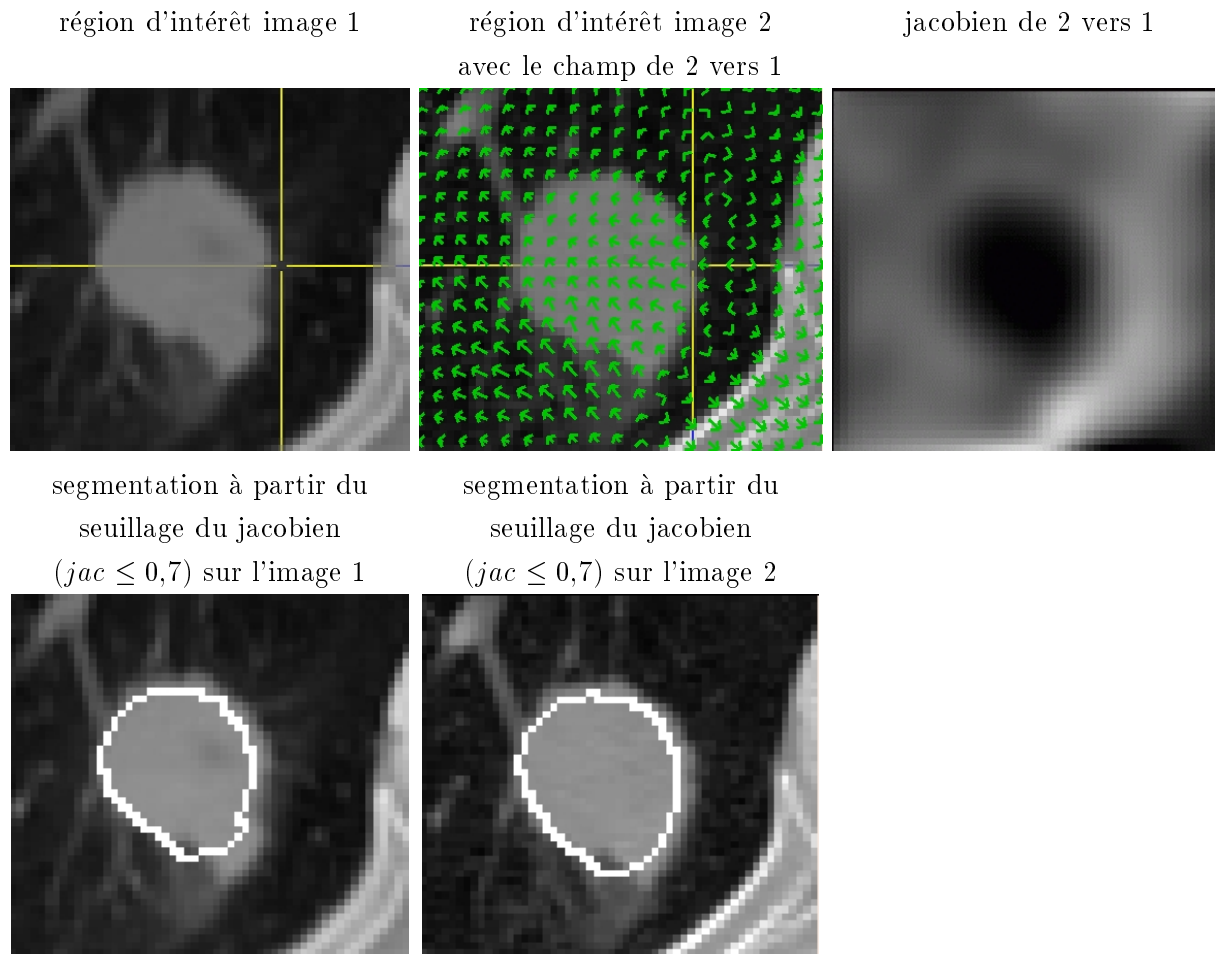 région d'intérêt image 1
région d'intérêt image 2
avec le champ de 2 vers 1
jacobien de 2 vers 1
segmentation à partir du
seuillage du jacobien
(jac ≤ 0,7) sur l'image 1
segmentation à partir du
seuillage du jacobien
(jac ≤ 0,7) sur l'image 2